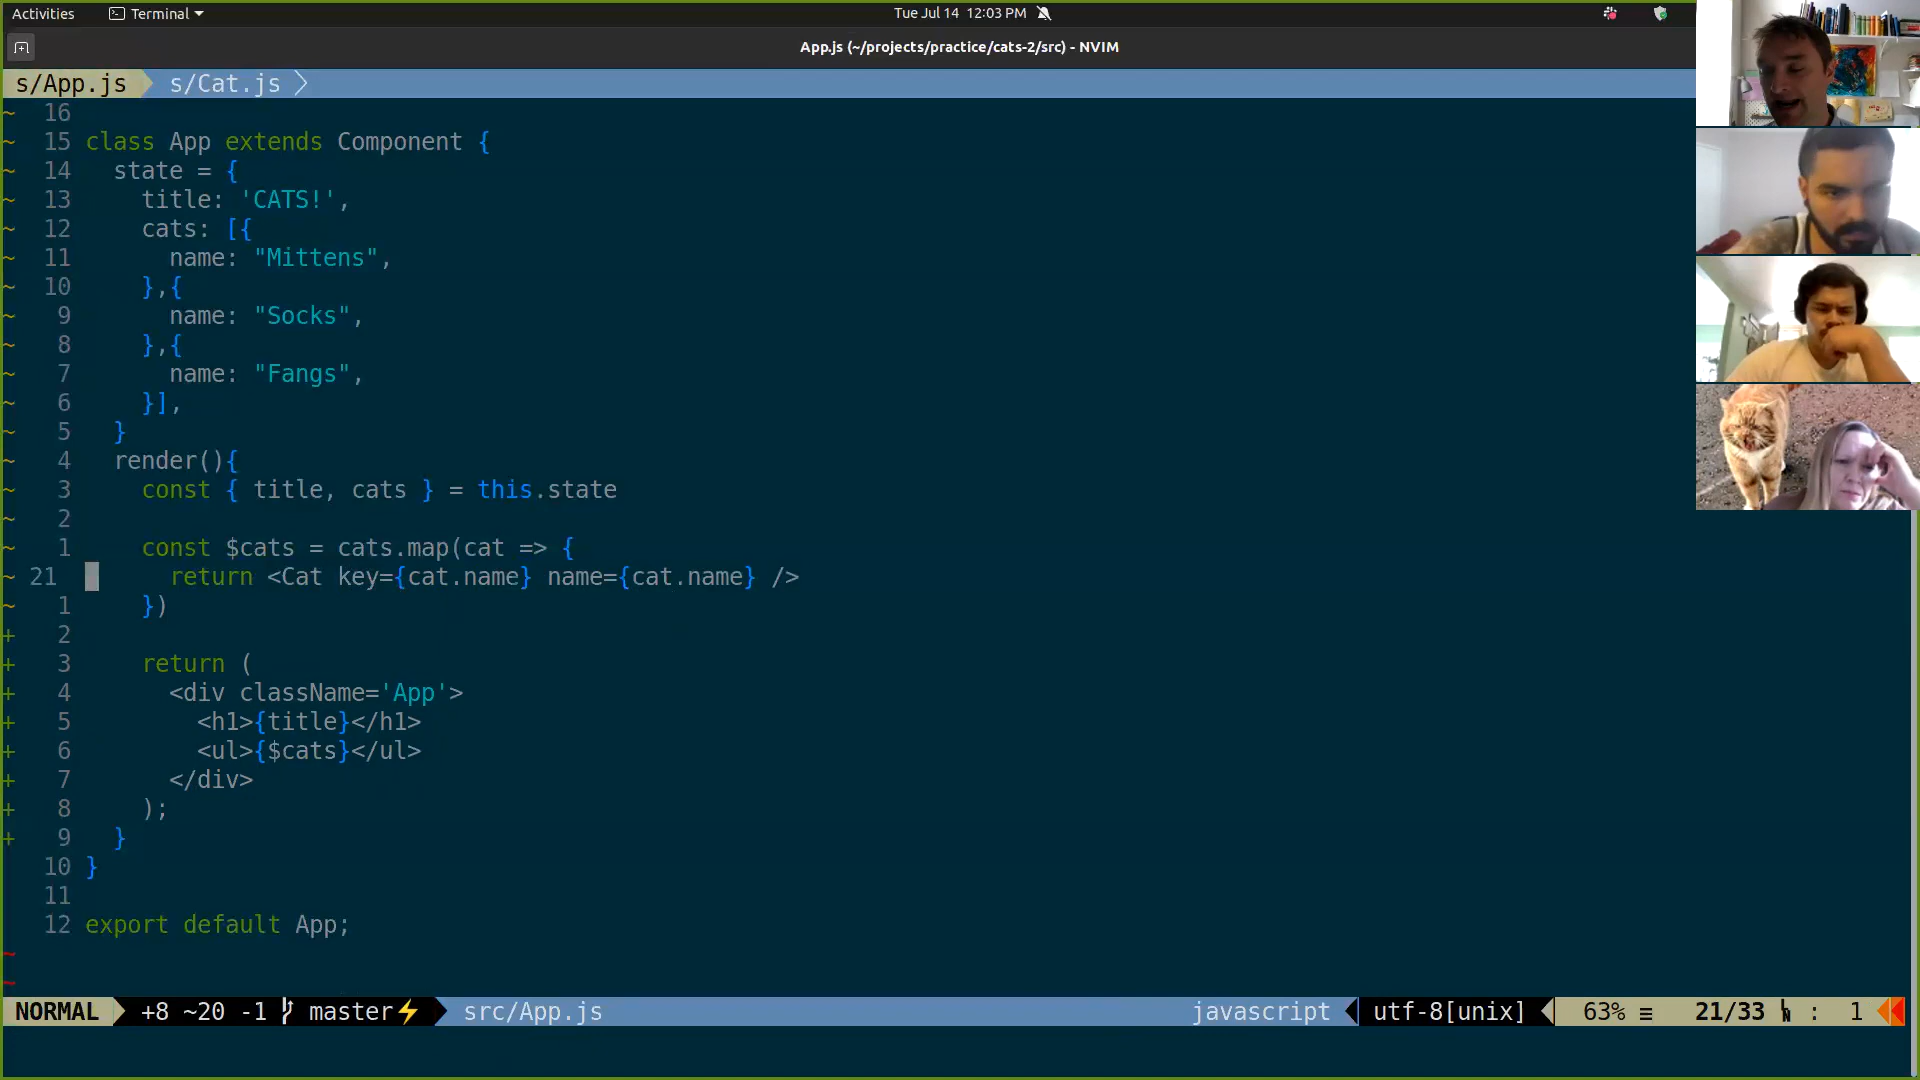 Activities Terminal Tue Jul 14 12:03 PM
App.js (~/projects/practice/cats-2/src) - NVIM
s/App.js s/Cat.js
~ 16
~ 15 class App extends Component {
~ 14 state = {
~ 13 title: 'CATS!',
~ 12 cats: [{
~ 11 name: "Mittens",
~ 10 },{
~ 9 name: "Socks",
~ 8 },{
~ 7 name: "Fangs",
~ 6 }],
~ 5 }
~ 4 render(){
~ 3 const { title, cats } = this.state
~ 2
~ 1 const $cats = cats.map(cat => {
~ 21 return <Cat key={cat.name} name={cat.name} />
~ 1 })
+ 2
+ 3 return (
+ 4 <div className='App'>
+ 5 <h1>{title}</h1>
+ 6 <ul>{$cats}</ul>
+ 7 </div>
+ 8 );
+ 9 }
10 }
11
12 export default App;
~
~
NORMAL +8 ~20 -1 master⚡ src/App.js javascript utf-8[unix] 63% ≡ 21/33 : 1